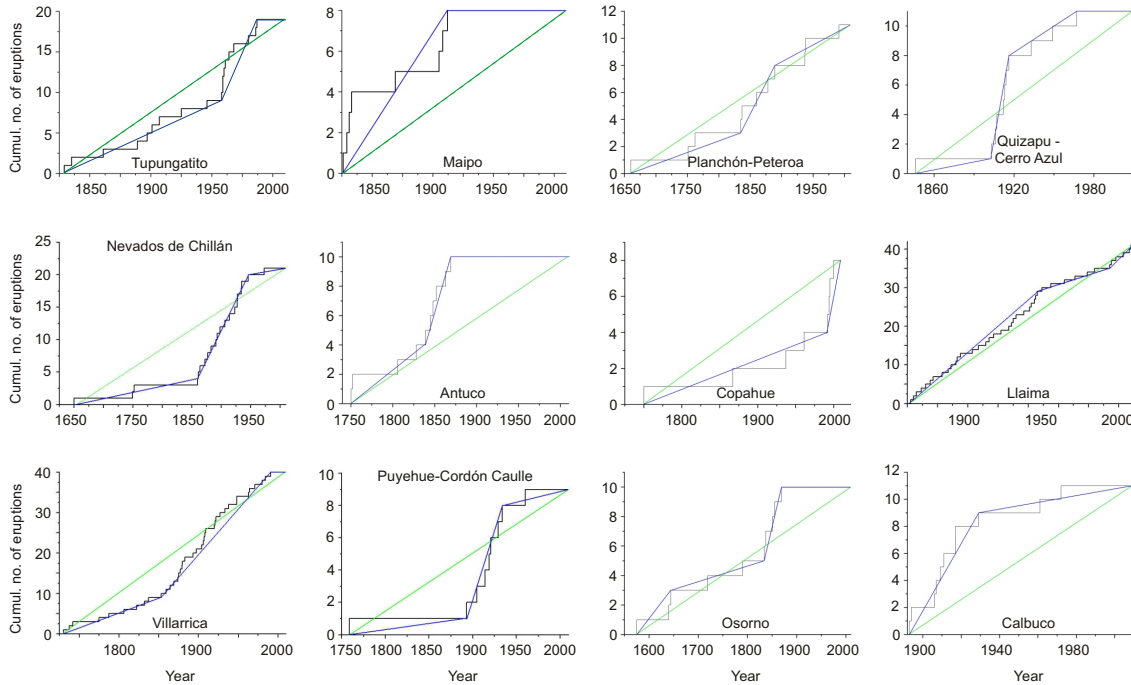 Cumul. no. of eruptions
20
15
10
5
0
1850 1900 1950 2000
Tupungatito
8
6
4
2
0
1850 1900 1950 2000
Maipo
12
10
8
6
4
2
0
1650 1750 1850 1950
Planchón-Peteroa
10
8
6
4
2
0
1860 1920 1980
Quizapu -
Cerro Azul
Cumul. no. of eruptions
25
20
15
10
5
0
1650 1750 1850 1950
Nevados de Chillán
10
8
6
4
2
0
1750 1800 1850 1900 1950 2000
Antuco
8
6
4
2
0
1800 1900 2000
Copahue
40
30
20
10
0
1900 1950 2000
Llaima
Cumul. no. of eruptions
40
30
20
10
0
1800 1900 2000
Villarrica
Year
Puyehue-Cordón Caulle
10
8
6
4
2
0
1750 1800 1850 1900 1950 2000
Year
10
8
6
4
2
0
1600 1700 1800 1900 2000
Osorno
Year
12
10
8
6
4
2
0
1900 1940 1980
Calbuco
Year